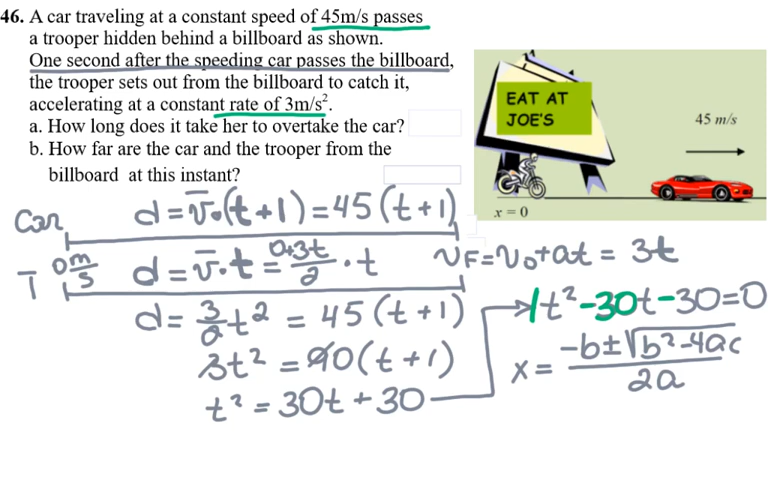 46. A car traveling at a constant speed of 45m/s passes
a trooper hidden behind a billboard as shown.
One second after the speeding car passes the billboard,
the trooper sets out from the billboard to catch it,
accelerating at a constant rate of 3m/s².
a. How long does it take her to overtake the car?
b. How far are the car and the trooper from the
billboard at this instant?
EAT AT
JOE'S
45 m/s
x = 0
Car d = v̅.(t+1) = 45(t+1)
T 0 m/s d = v̅.t = (0+3t)/2 · t
v_F = v_0 + at = 3t
d = 3/2 t² = 45(t+1)
3t² = 90(t+1)
t² = 30t + 30
1t² - 30t - 30 = 0
x = (-b ± √(b² - 4ac))/2a